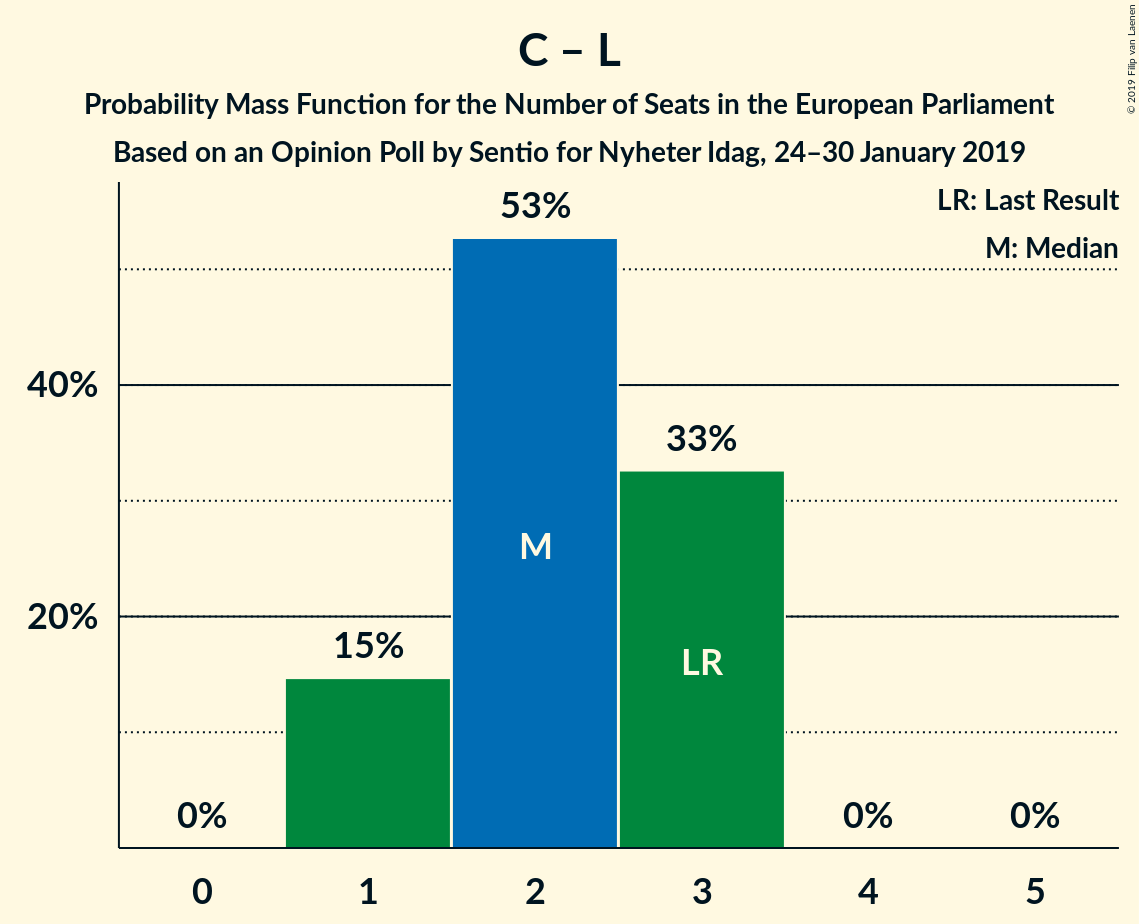 C – L
Probability Mass Function for the Number of Seats in the European Parliament
Based on an Opinion Poll by Sentio for Nyheter Idag, 24–30 January 2019
© 2019 Filip van Laenen
LR: Last Result
M: Median
53%
40%
33%
M
20%
15%
LR
0%
0%
0%
0
1
2
3
4
5